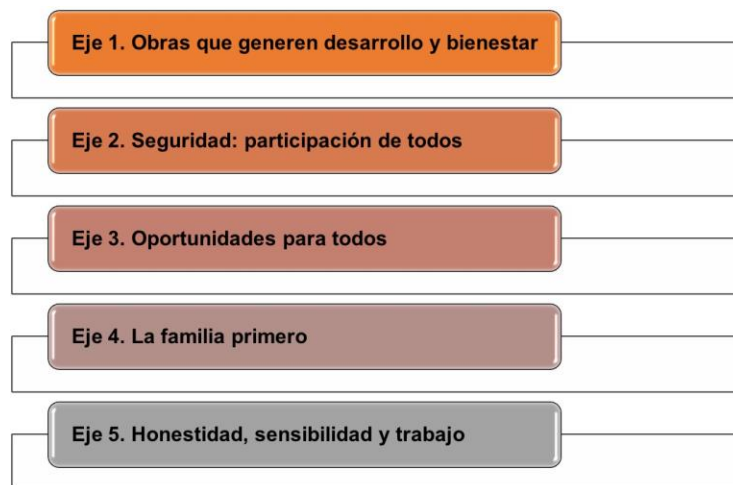 Eje 1. Obras que generen desarrollo y bienestar
Eje 2. Seguridad: participación de todos
Eje 3. Oportunidades para todos
Eje 4. La familia primero
Eje 5. Honestidad, sensibilidad y trabajo